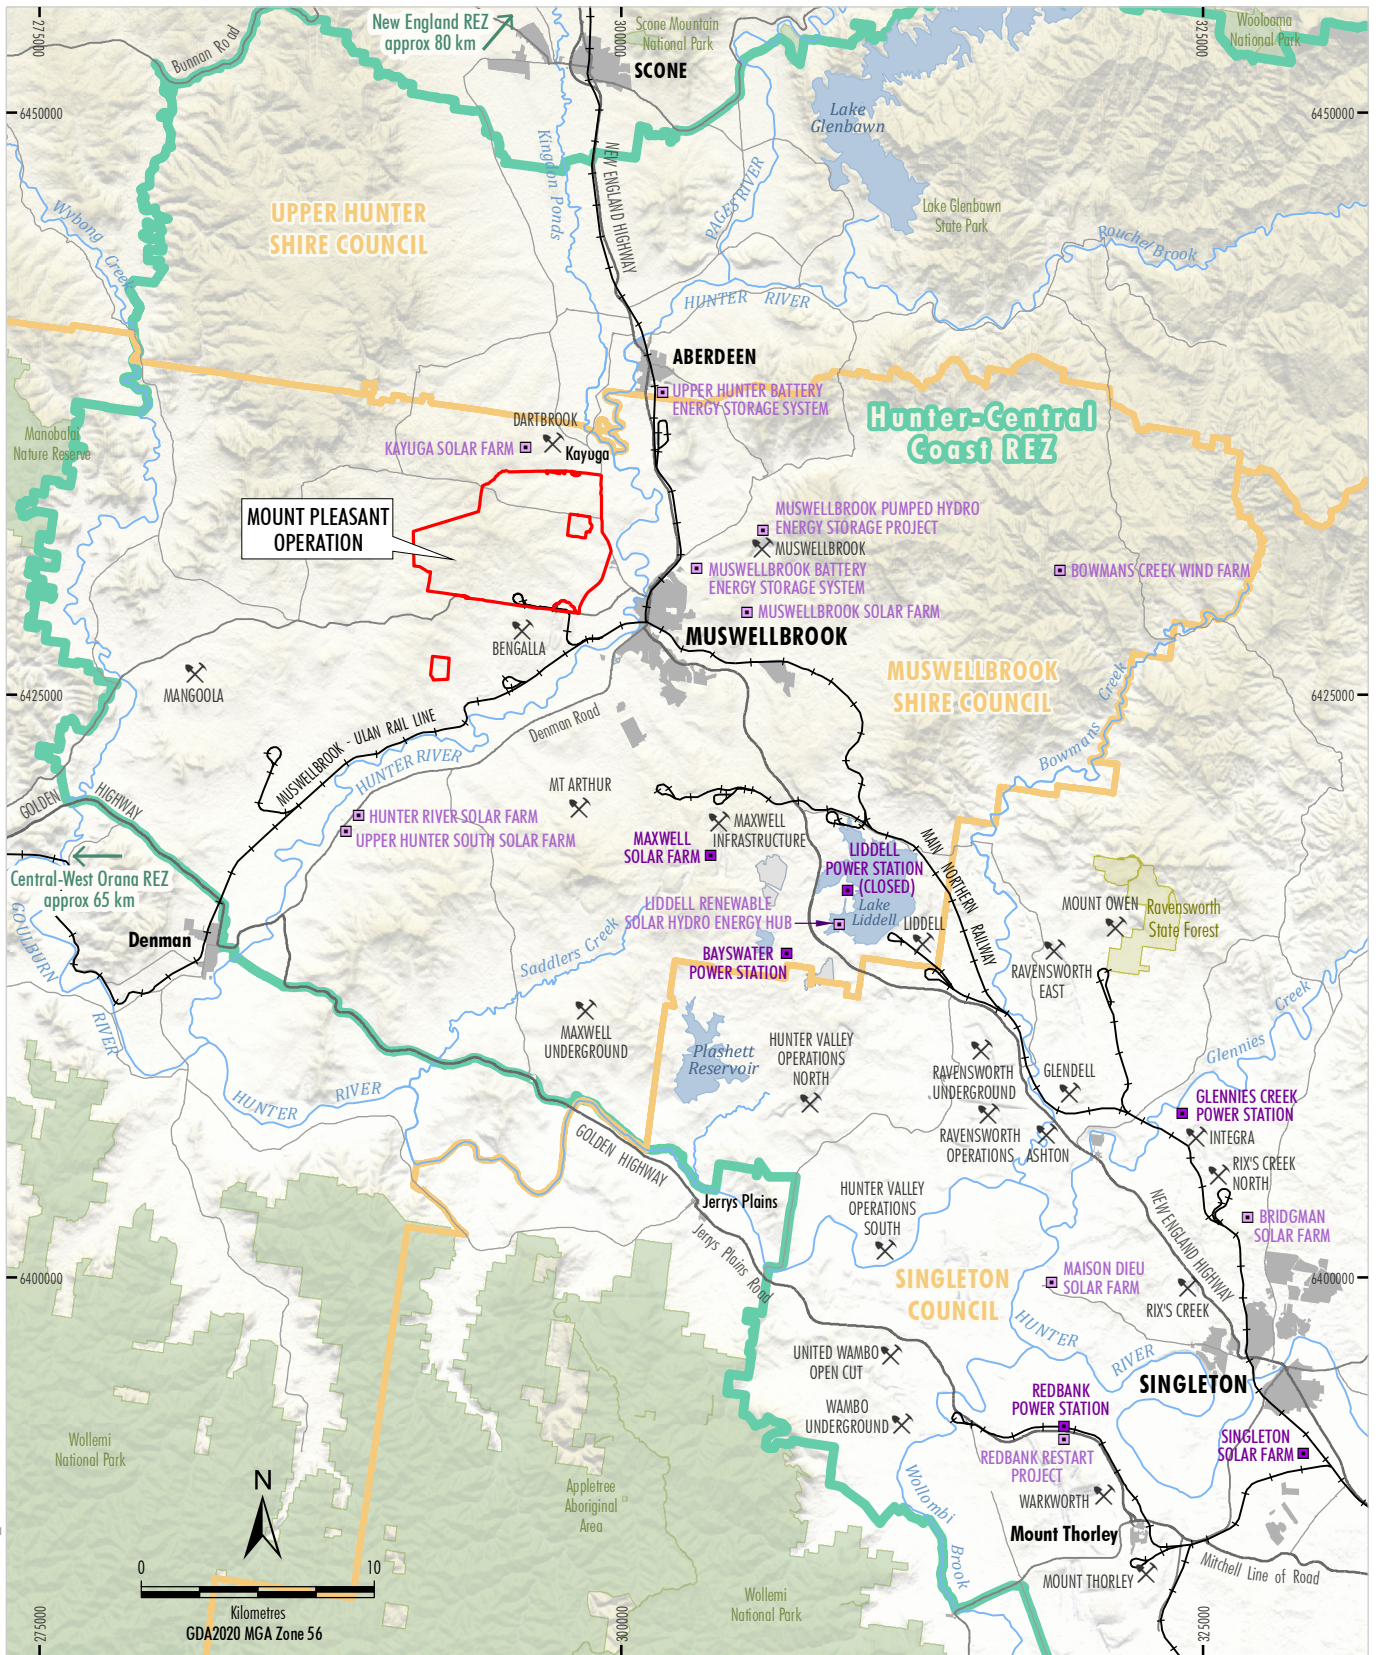 275000
New England REZ
approx 80 km
300000
Scone Mountain
National Park
325000
Woolooma
National Park
Bunnan Road
SCONE
6450000
6450000
Lake
Glenbawn
Kingdon Ponds
NEW ENGLAND HIGHWAY
PAGES RIVER
Wybong Creek
UPPER HUNTER
SHIRE COUNCIL
Lake Glenbawn
State Park
Rouchel Brook
HUNTER RIVER
ABERDEEN
UPPER HUNTER BATTERY
ENERGY STORAGE SYSTEM
Hunter-Central
Coast REZ
DARTBROOK
Manobalai
Nature Reserve
KAYUGA SOLAR FARM
Kayuga
MOUNT PLEASANT
OPERATION
MUSWELLBROOK PUMPED HYDRO
ENERGY STORAGE PROJECT
MUSWELLBROOK
MUSWELLBROOK BATTERY
ENERGY STORAGE SYSTEM
BOWMANS CREEK WIND FARM
MUSWELLBROOK SOLAR FARM
MUSWELLBROOK
BENGALLA
MUSWELLBROOK
SHIRE COUNCIL
MANGOOLA
6425000
6425000
Bowmans Creek
MUSWELLBROOK - ULAN RAIL LINE
Denman Road
HUNTER RIVER
MT ARTHUR
GOLDEN HIGHWAY
HUNTER RIVER SOLAR FARM
UPPER HUNTER SOUTH SOLAR FARM
MAXWELL
INFRASTRUCTURE
MAXWELL
SOLAR FARM
LIDDELL
POWER STATION
(CLOSED)
MAIN NORTHERN RAILWAY
Central-West Orana REZ
approx 65 km
LIDDELL RENEWABLE
SOLAR HYDRO ENERGY HUB
Lake
Liddell
LIDDELL
MOUNT OWEN
Ravensworth
State Forest
GOULBURN RIVER
Denman
Saddlers Creek
BAYSWATER
POWER STATION
RAVENSWORTH
EAST
Glennies Creek
MAXWELL
UNDERGROUND
Plashett
Reservoir
HUNTER VALLEY
OPERATIONS
NORTH
RAVENSWORTH
UNDERGROUND
GLENDELL
HUNTER RIVER
GLENNIES CREEK
POWER STATION
RAVENSWORTH
OPERATIONS
ASHTON
INTEGRA
GOLDEN HIGHWAY
RIX'S CREEK
NORTH
Jerrys Plains
HUNTER VALLEY
OPERATIONS
SOUTH
NEW ENGLAND HIGHWAY
BRIDGMAN
SOLAR FARM
Jerrys Plains Road
6400000
6400000
SINGLETON
COUNCIL
MAISON DIEU
SOLAR FARM
RIX'S CREEK
HUNTER RIVER
UNITED WAMBO
OPEN CUT
SINGLETON
REDBANK
POWER STATION
WAMBO
UNDERGROUND
Wollemi
National Park
REDBANK RESTART
PROJECT
SINGLETON
SOLAR FARM
N
Appletree
Aboriginal
Area
Wollombi Brook
WARKWORTH
Mount Thorley
0 10
Kilometres
GDA2020 MGA Zone 56
Wollemi
National Park
MOUNT THORLEY
Mitchell Line of Road
275000
300000
325000